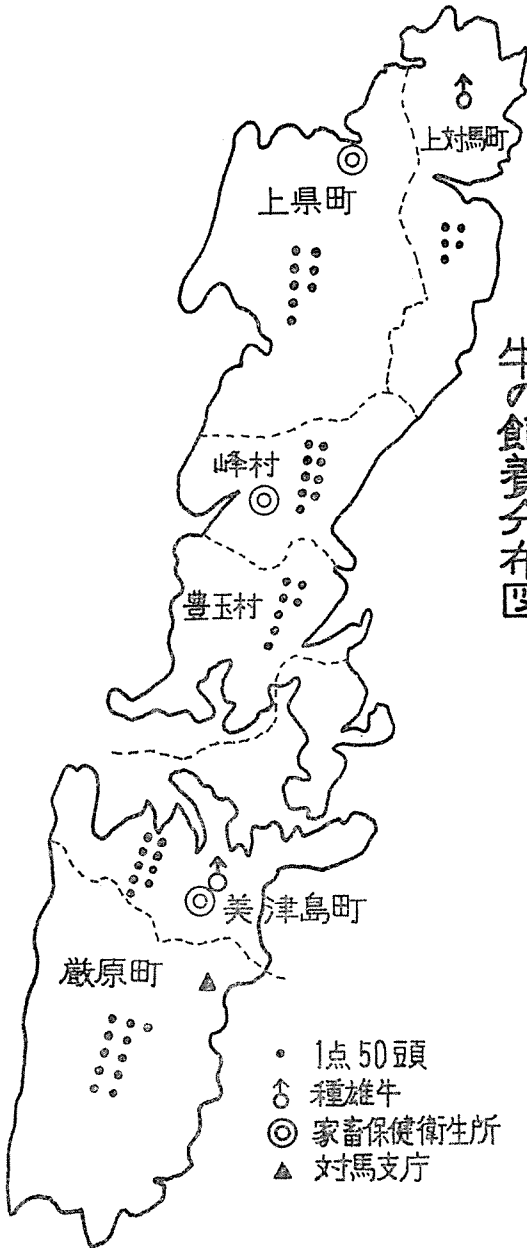 上対馬町
上県町
牛の飼養分布図
峰村
豊玉村
美津島町
厳原町
1点50頭
種雄牛
家畜保健衛生所
対馬支庁